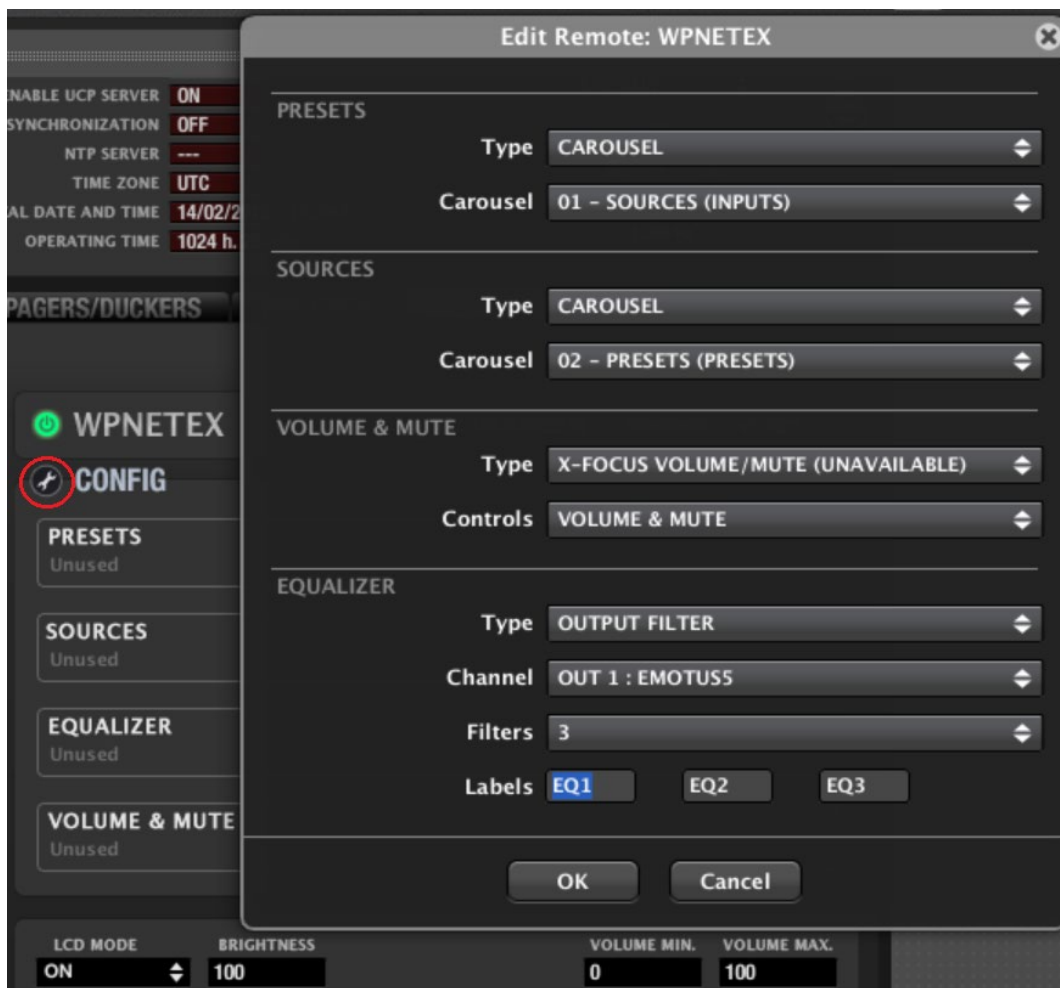 Edit Remote: WPNETEX
ENABLE UCP SERVER ON
SYNCHRONIZATION OFF
NTP SERVER ---
TIME ZONE UTC
AL DATE AND TIME 14/02/2
OPERATING TIME 1024 h.
PAGERS/DUCKERS
WPNETEX
CONFIG
PRESETS
Unused
SOURCES
Unused
EQUALIZER
Unused
VOLUME & MUTE
Unused
PRESETS
Type CAROUSEL
Carousel 01 - SOURCES (INPUTS)
SOURCES
Type CAROUSEL
Carousel 02 - PRESETS (PRESETS)
VOLUME & MUTE
Type X-FOCUS VOLUME/MUTE (UNAVAILABLE)
Controls VOLUME & MUTE
EQUALIZER
Type OUTPUT FILTER
Channel OUT 1 : EMOTUS5
Filters 3
Labels EQ1 EQ2 EQ3
OK Cancel
LCD MODE BRIGHTNESS VOLUME MIN. VOLUME MAX.
ON 100 0 100